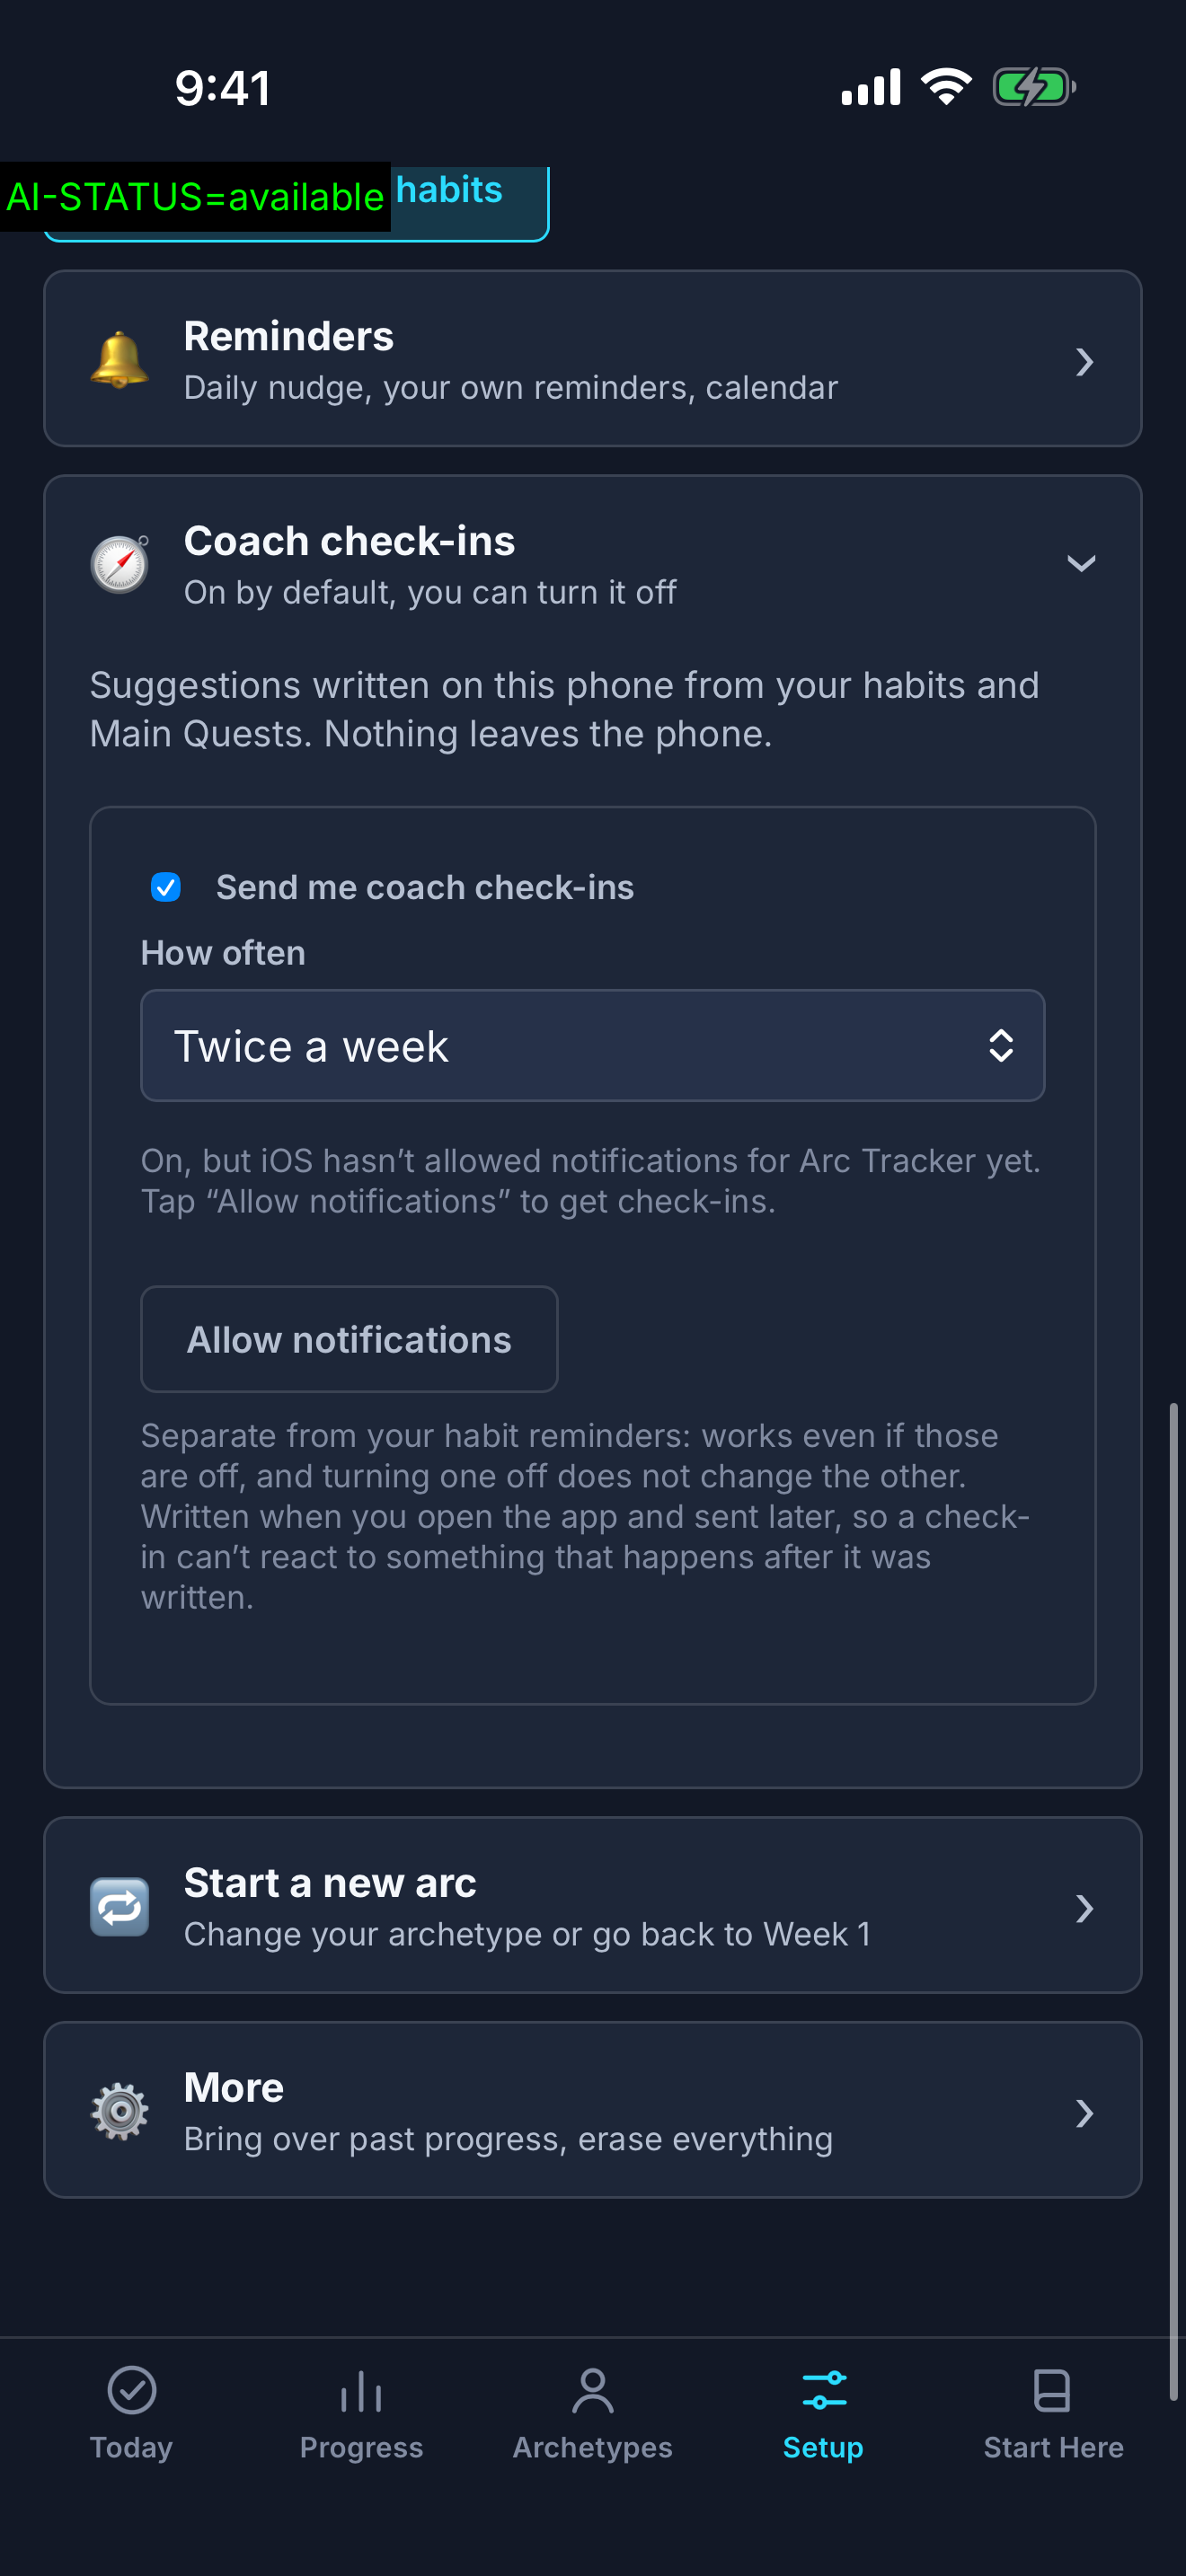 9:41
AI-STATUS=available habits
Reminders
Daily nudge, your own reminders, calendar
Coach check-ins
On by default, you can turn it off
Suggestions written on this phone from your habits and
Main Quests. Nothing leaves the phone.
Send me coach check-ins
How often
Twice a week
On, but iOS hasn’t allowed notifications for Arc Tracker yet.
Tap “Allow notifications” to get check-ins.
Allow notifications
Separate from your habit reminders: works even if those
are off, and turning one off does not change the other.
Written when you open the app and sent later, so a check-
in can’t react to something that happens after it was
written.
Start a new arc
Change your archetype or go back to Week 1
More
Bring over past progress, erase everything
Today
Progress
Archetypes
Setup
Start Here